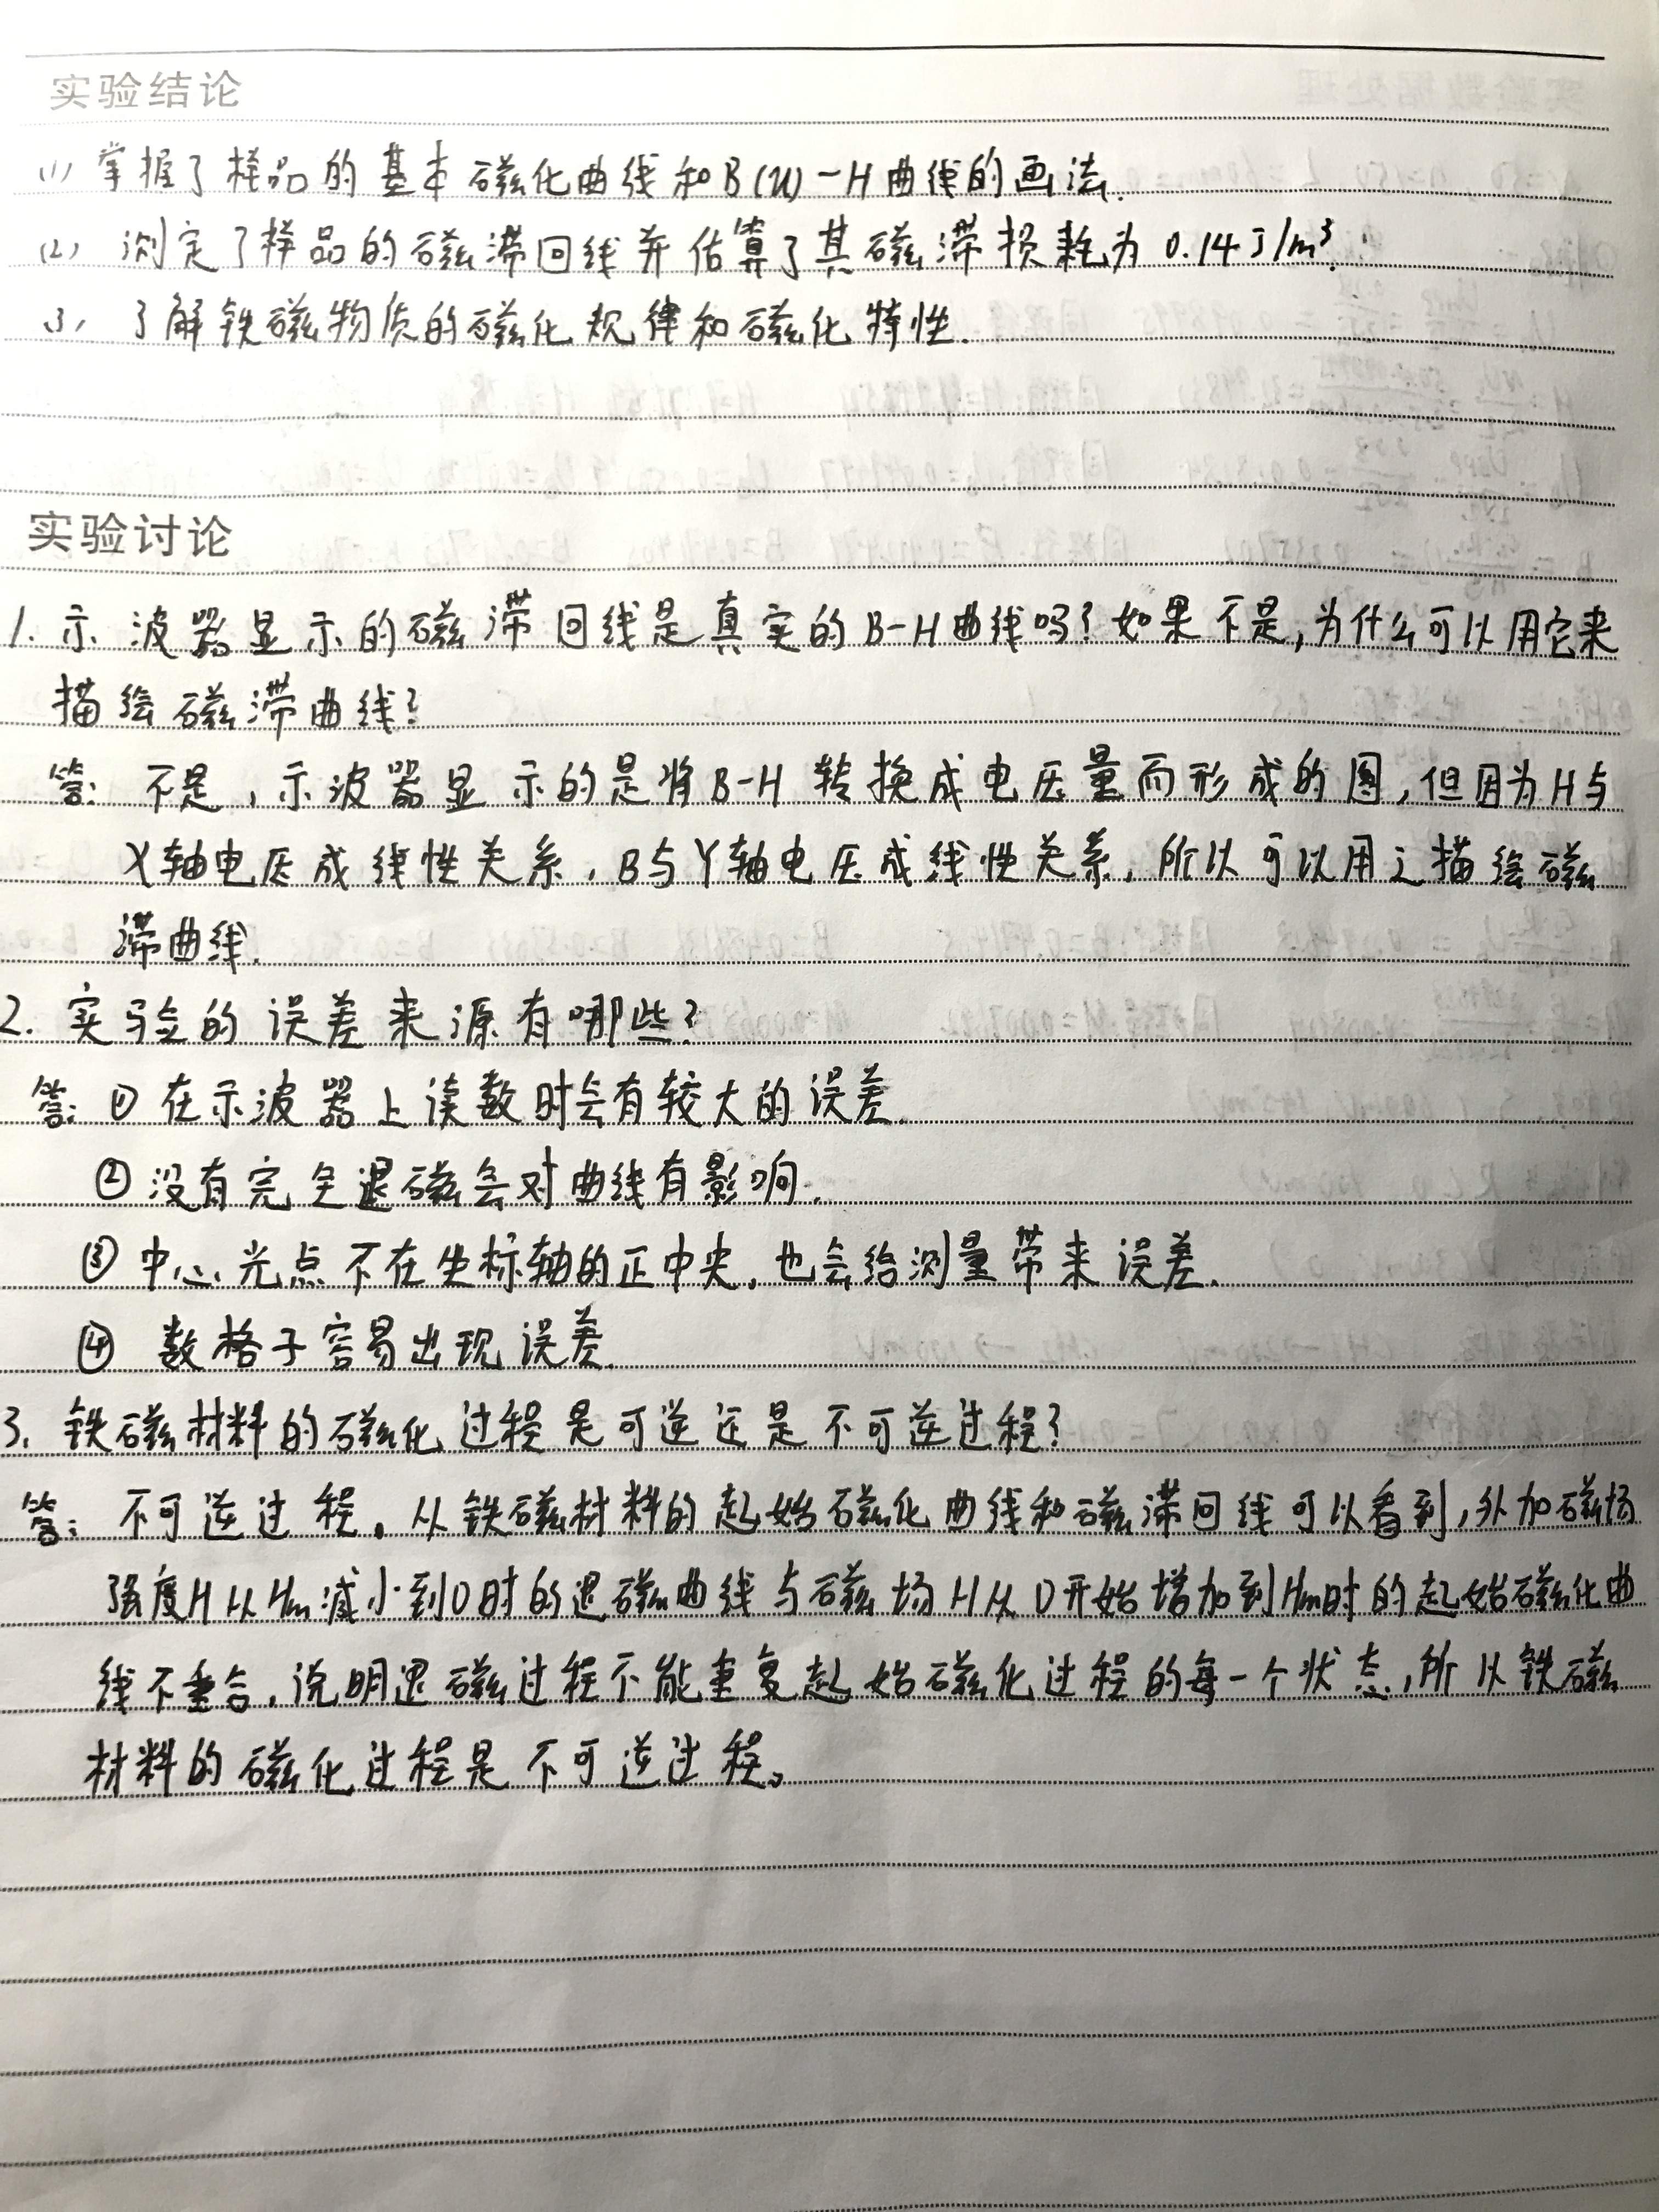 实验结论
(1) 掌握了样品的基本磁化曲线和B(u)-H曲线的画法.
(2) 测定了样品的磁滞回线并估算了其磁滞损耗为 0.14 J/m³.
3, 了解铁磁物质的磁化规律和磁化特性.
实验讨论
1. 示波器显示的磁滞回线是真实的B-H曲线吗? 如果不是,为什么可以用它来
描绘磁滞曲线?
答: 不是, 示波器显示的是将B-H转换成电压量而形成的图,但因为H与
X轴电压成线性关系, B与Y轴电压成线性关系, 所以可以用之描绘磁
滞曲线.
2. 实验的误差来源有哪些?
答: ① 在示波器上读数时会有较大的误差.
② 没有完全退磁会对曲线有影响.
③ 中心光点不在坐标轴的正中央, 也会给测量带来误差.
④ 数格子容易出现误差.
3. 铁磁材料的磁化过程是可逆还是不可逆过程?
答: 不可逆过程。从铁磁材料的起始磁化曲线和磁滞回线可以看到,外加磁场
强度H从Hm减小到0时的退磁曲线与磁场H从0开始增加到Hm时的起始磁化曲
线不重合, 说明退磁过程不能重复起始磁化过程的每一个状态, 所以铁磁
材料的磁化过程是不可逆过程。